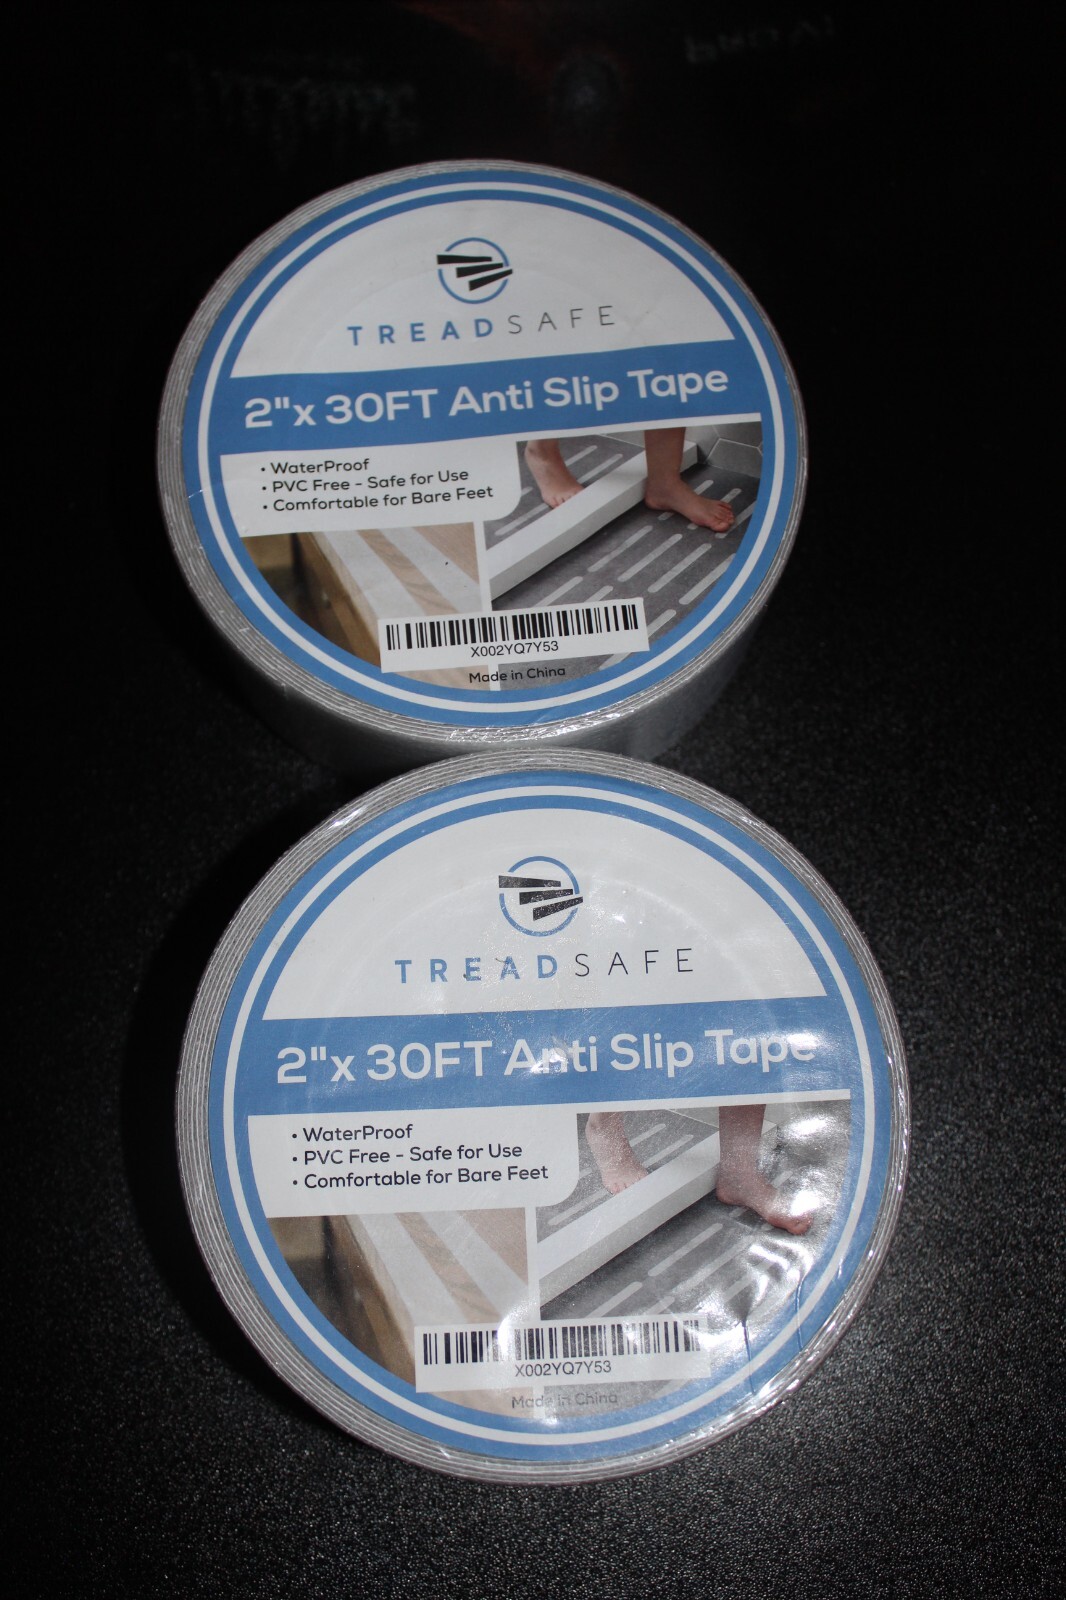 TREADSAFE
2"x 30FT Anti Slip Tape
• WaterProof
• PVC Free - Safe for Use
• Comfortable for Bare Feet
X002YQ7Y53
Made in China
TREADSAFE
2"x 30FT Anti Slip Tape
• WaterProof
• PVC Free - Safe for Use
• Comfortable for Bare Feet
X002YQ7Y53
Made in China